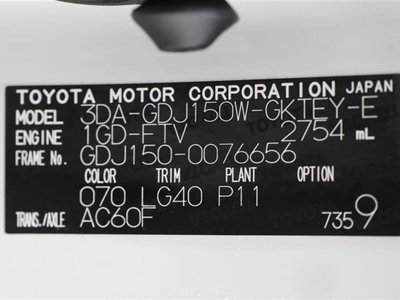 TOYOTA MOTOR CORPORATION JAPAN
MODEL 3DA-GDJ150W-GKTEY-E
ENGINE 1GD-FTV 2754 mL
FRAME No. GDJ150-0076656
COLOR TRIM PLANT OPTION
070 LG40 P11
TRANS./AXLE AC60F 7359